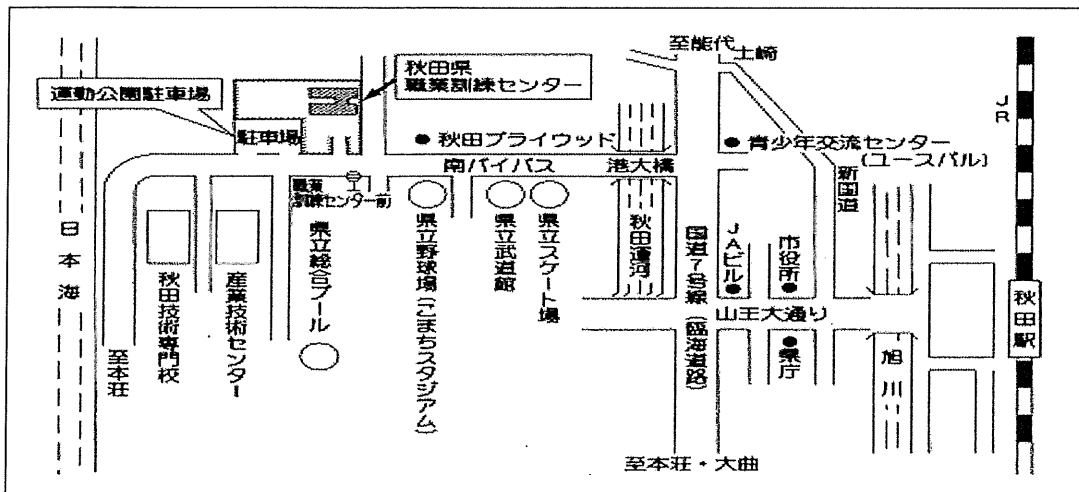 至能代
土崎
秋田県
職業訓練センター
運動公園駐車場
駐車場
JR
秋田プライウッド
青少年交流センター
(ユースパル)
南バイパス
港大橋
新国道
職業
訓練センター前
日本海
至本荘
秋田技術専門校
産業技術センター
県立総合プール
県立野球場(こまちスタジアム)
県立武道館
県立スケート場
秋田運河
国道7号線(臨海道路)
JAビル
市役所
山王大通り
県庁
旭川
秋田駅
至本荘・大曲